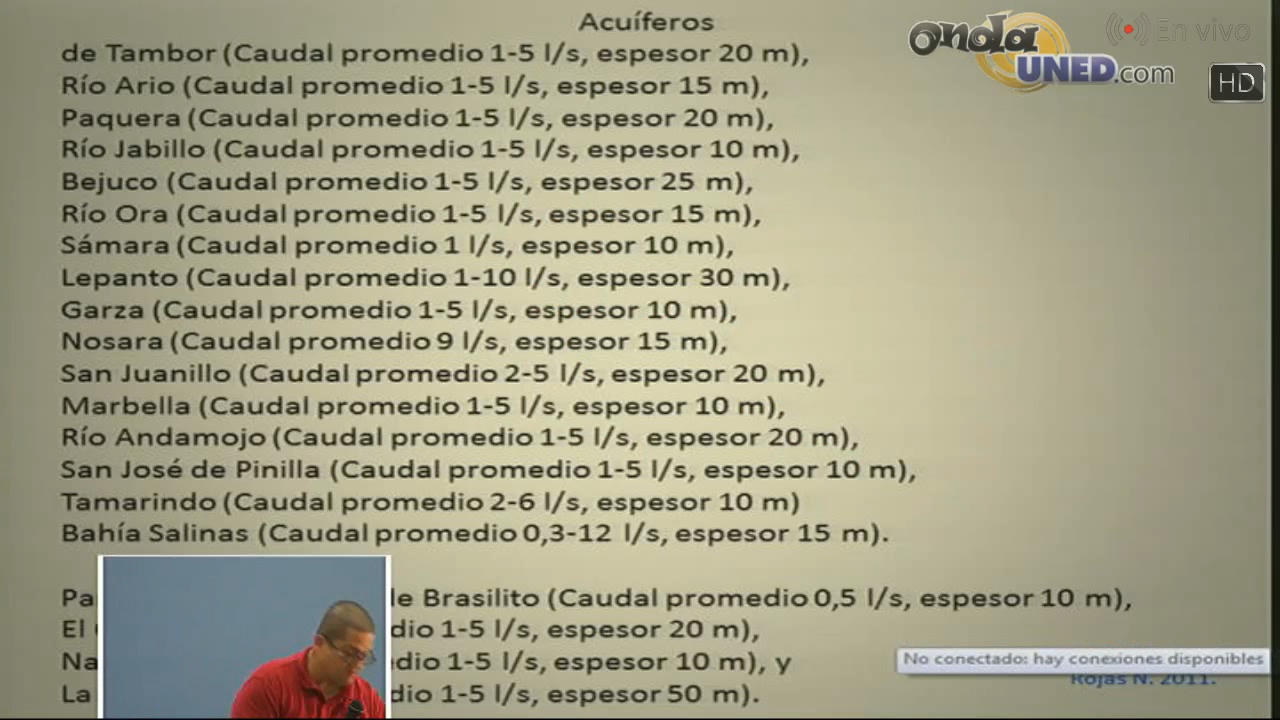 Acuíferos
de Tambor (Caudal promedio 1-5 l/s, espesor 20 m),
Río Ario (Caudal promedio 1-5 l/s, espesor 15 m),
Paquera (Caudal promedio 1-5 l/s, espesor 20 m),
Río Jabillo (Caudal promedio 1-5 l/s, espesor 10 m),
Bejuco (Caudal promedio 1-5 l/s, espesor 25 m),
Río Ora (Caudal promedio 1-5 l/s, espesor 15 m),
Sámara (Caudal promedio 1 l/s, espesor 10 m),
Lepanto (Caudal promedio 1-10 l/s, espesor 30 m),
Garza (Caudal promedio 1-5 l/s, espesor 10 m),
Nosara (Caudal promedio 9 l/s, espesor 15 m),
San Juanillo (Caudal promedio 2-5 l/s, espesor 20 m),
Marbella (Caudal promedio 1-5 l/s, espesor 10 m),
Río Andamojo (Caudal promedio 1-5 l/s, espesor 20 m),
San José de Pinilla (Caudal promedio 1-5 l/s, espesor 10 m),
Tamarindo (Caudal promedio 2-6 l/s, espesor 10 m)
Bahía Salinas (Caudal promedio 0,3-12 l/s, espesor 15 m).
Brasilito (Caudal promedio 0,5 l/s, espesor 10 m),
El 1-5 l/s, espesor 20 m),
1-5 l/s, espesor 10 m), y
La 1-5 l/s, espesor 50 m).
Rojas N. 2011.
No conectado: hay conexiones disponibles
onda UNED.com
En vivo
HD